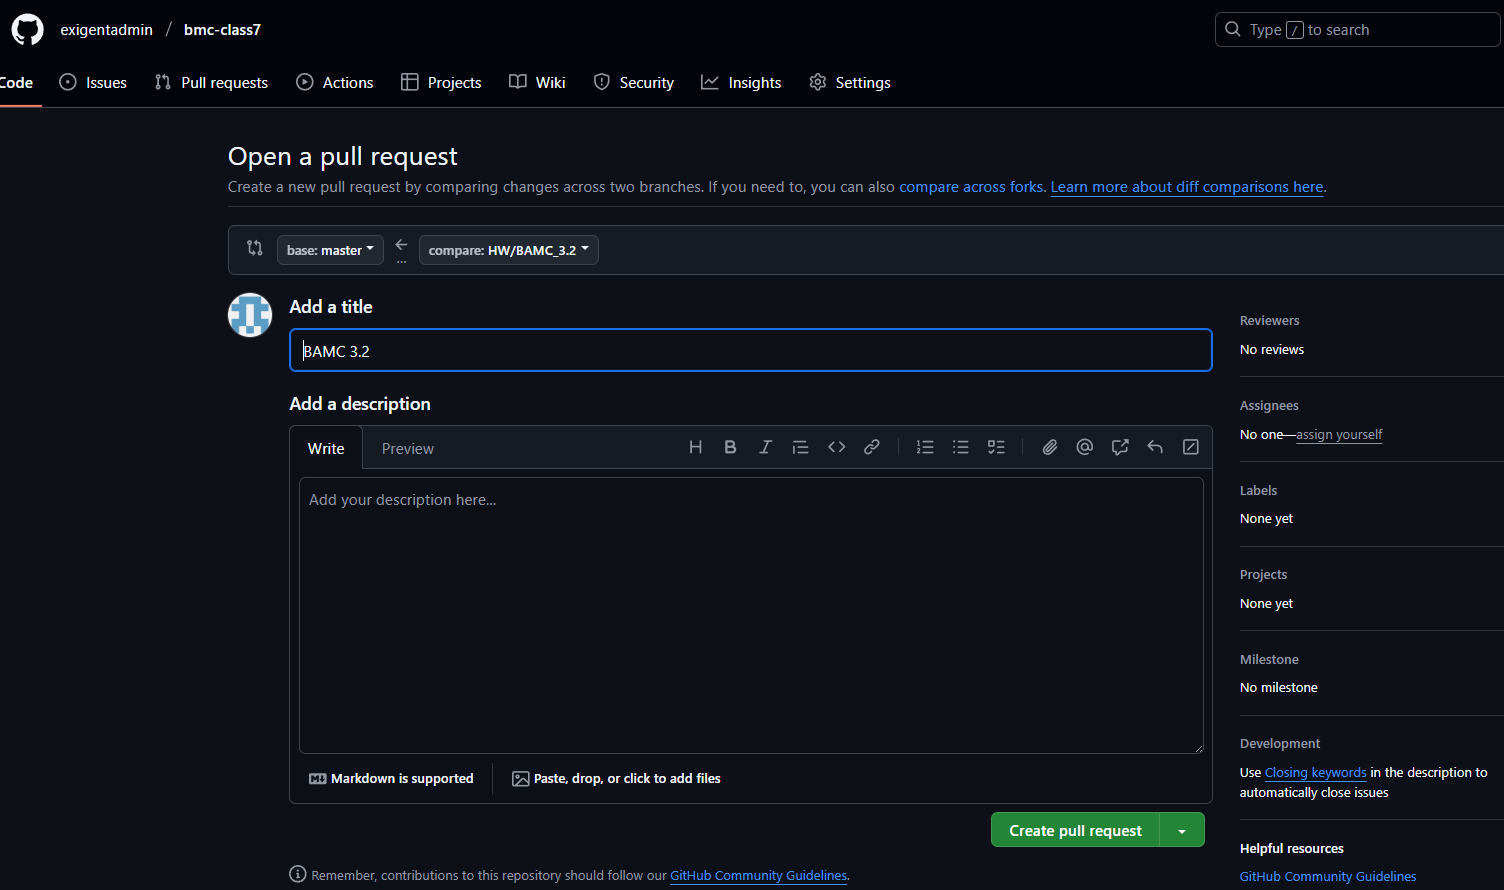 exigentadmin / bmc-class7
Type / to search
Code Issues Pull requests Actions Projects Wiki Security Insights Settings
Open a pull request
Create a new pull request by comparing changes across two branches. If you need to, you can also compare across forks. Learn more about diff comparisons here.
base: master ← ... compare: HW/BAMC_3.2
Add a title
BAMC 3.2
Add a description
Write Preview
Add your description here...
Markdown is supported
Paste, drop, or click to add files
Create pull request
Remember, contributions to this repository should follow our GitHub Community Guidelines.
Reviewers
No reviews
Assignees
No one—assign yourself
Labels
None yet
Projects
None yet
Milestone
No milestone
Development
Use Closing keywords in the description to
automatically close issues
Helpful resources
GitHub Community Guidelines